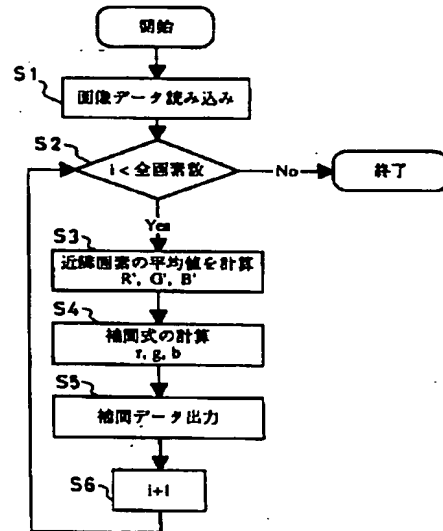 開始
S1
画像データ読み込み
S2
i < 全画素数
No
終了
Yes
S3
近隣画素の平均値を計算
R', G', B'
S4
補間式の計算
r, g, b
S5
補間データ出力
S6
i+1